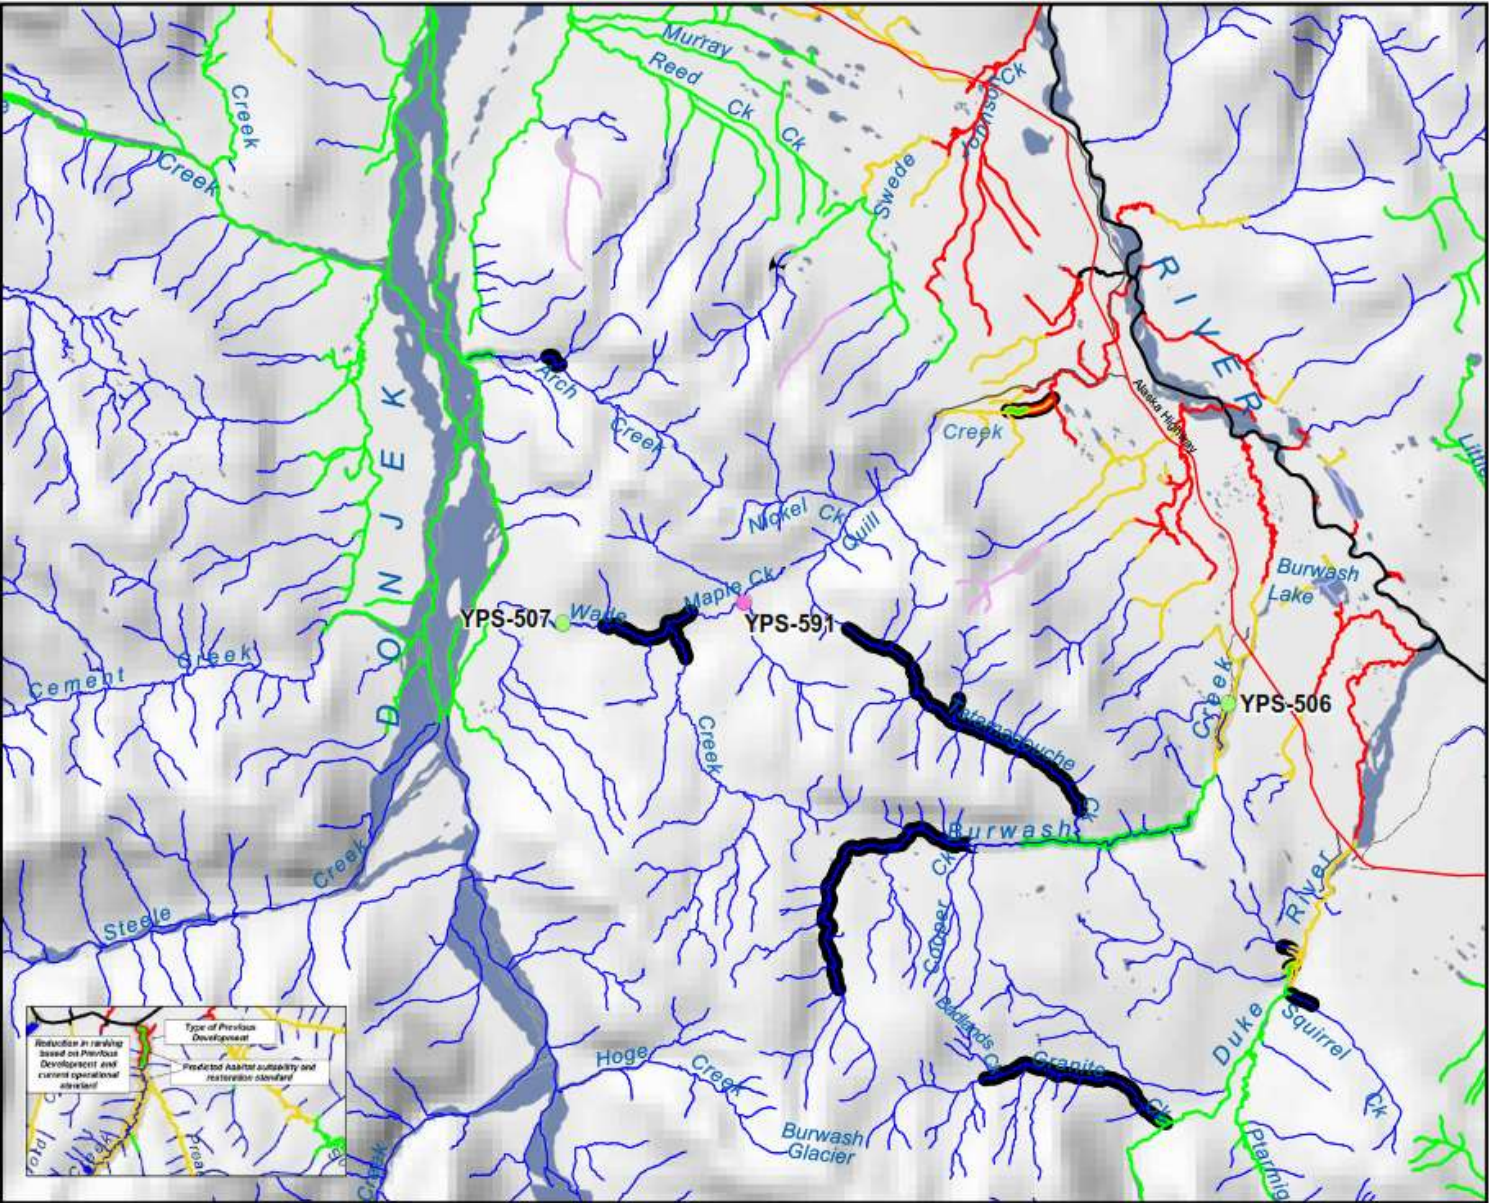 Murray
Reed
Ck
Ck
Johnson Ck
Swede
Creek
Creek
RIVER
Arch
Creek
Alaska Highway
Creek
Little
DONJEK
Nickel Ck
Quill
Burwash
Lake
Maple Ck
YPS-507
Wade
YPS-591
Creek
Cement
Creek
YPS-506
Creek
Tatamagouche
Ck
Burwash
Creek
Steele
Ck
Cooper
River
Duke
Squirrel
Ck
Badlands
Ck
Granite
Ck
Hoge
Creek
Burwash
Glacier
Creek
Ptarmig
Type of Previous
Development
Reduction in ranking
based on Previous
Development and
current operational
standard
Predicted habitat suitability and
restoration standard
Creek